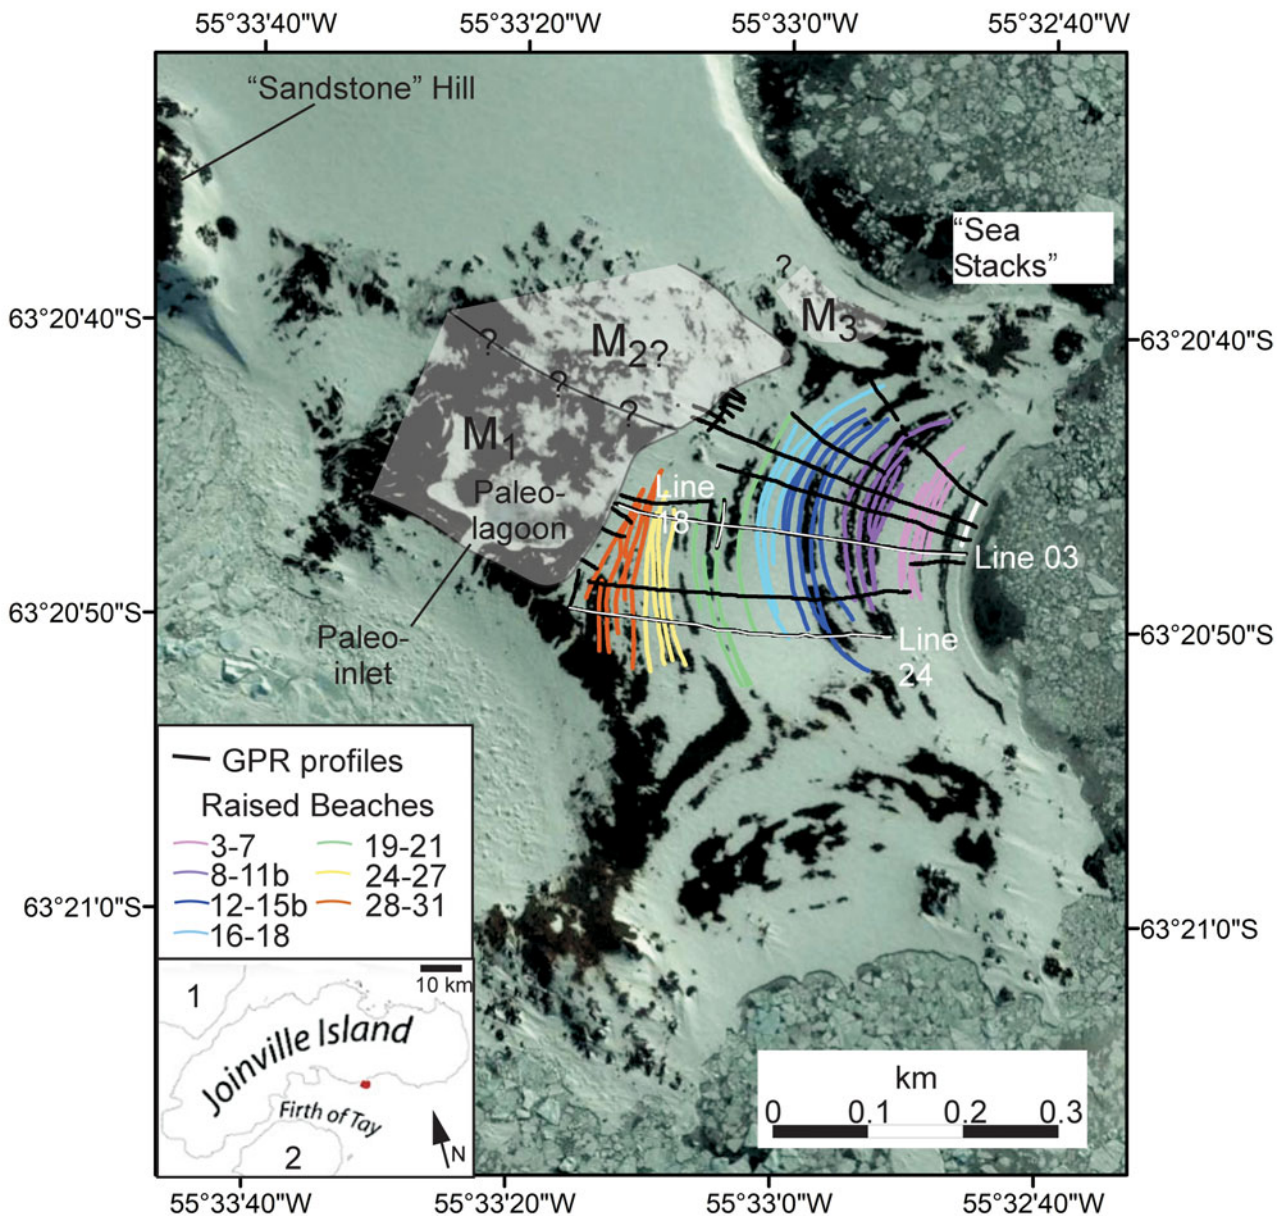 55°33'40"W 55°33'20"W 55°33'0"W 55°32'40"W
“Sandstone” Hill
“Sea
Stacks”
?
63°20'40"S
M3
63°20'40"S
?
M2?
?
?
M1
Paleo-
lagoon
Line
18
Line 03
63°20'50"S
Paleo-
inlet
Line
24
63°20'50"S
GPR profiles
Raised Beaches
3-7 19-21
8-11b 24-27
12-15b 28-31
16-18
63°21'0"S
63°21'0"S
10 km
1
Joinville Island
Firth of Tay
2
N
km
0 0.1 0.2 0.3
55°33'40"W 55°33'20"W 55°33'0"W 55°32'40"W